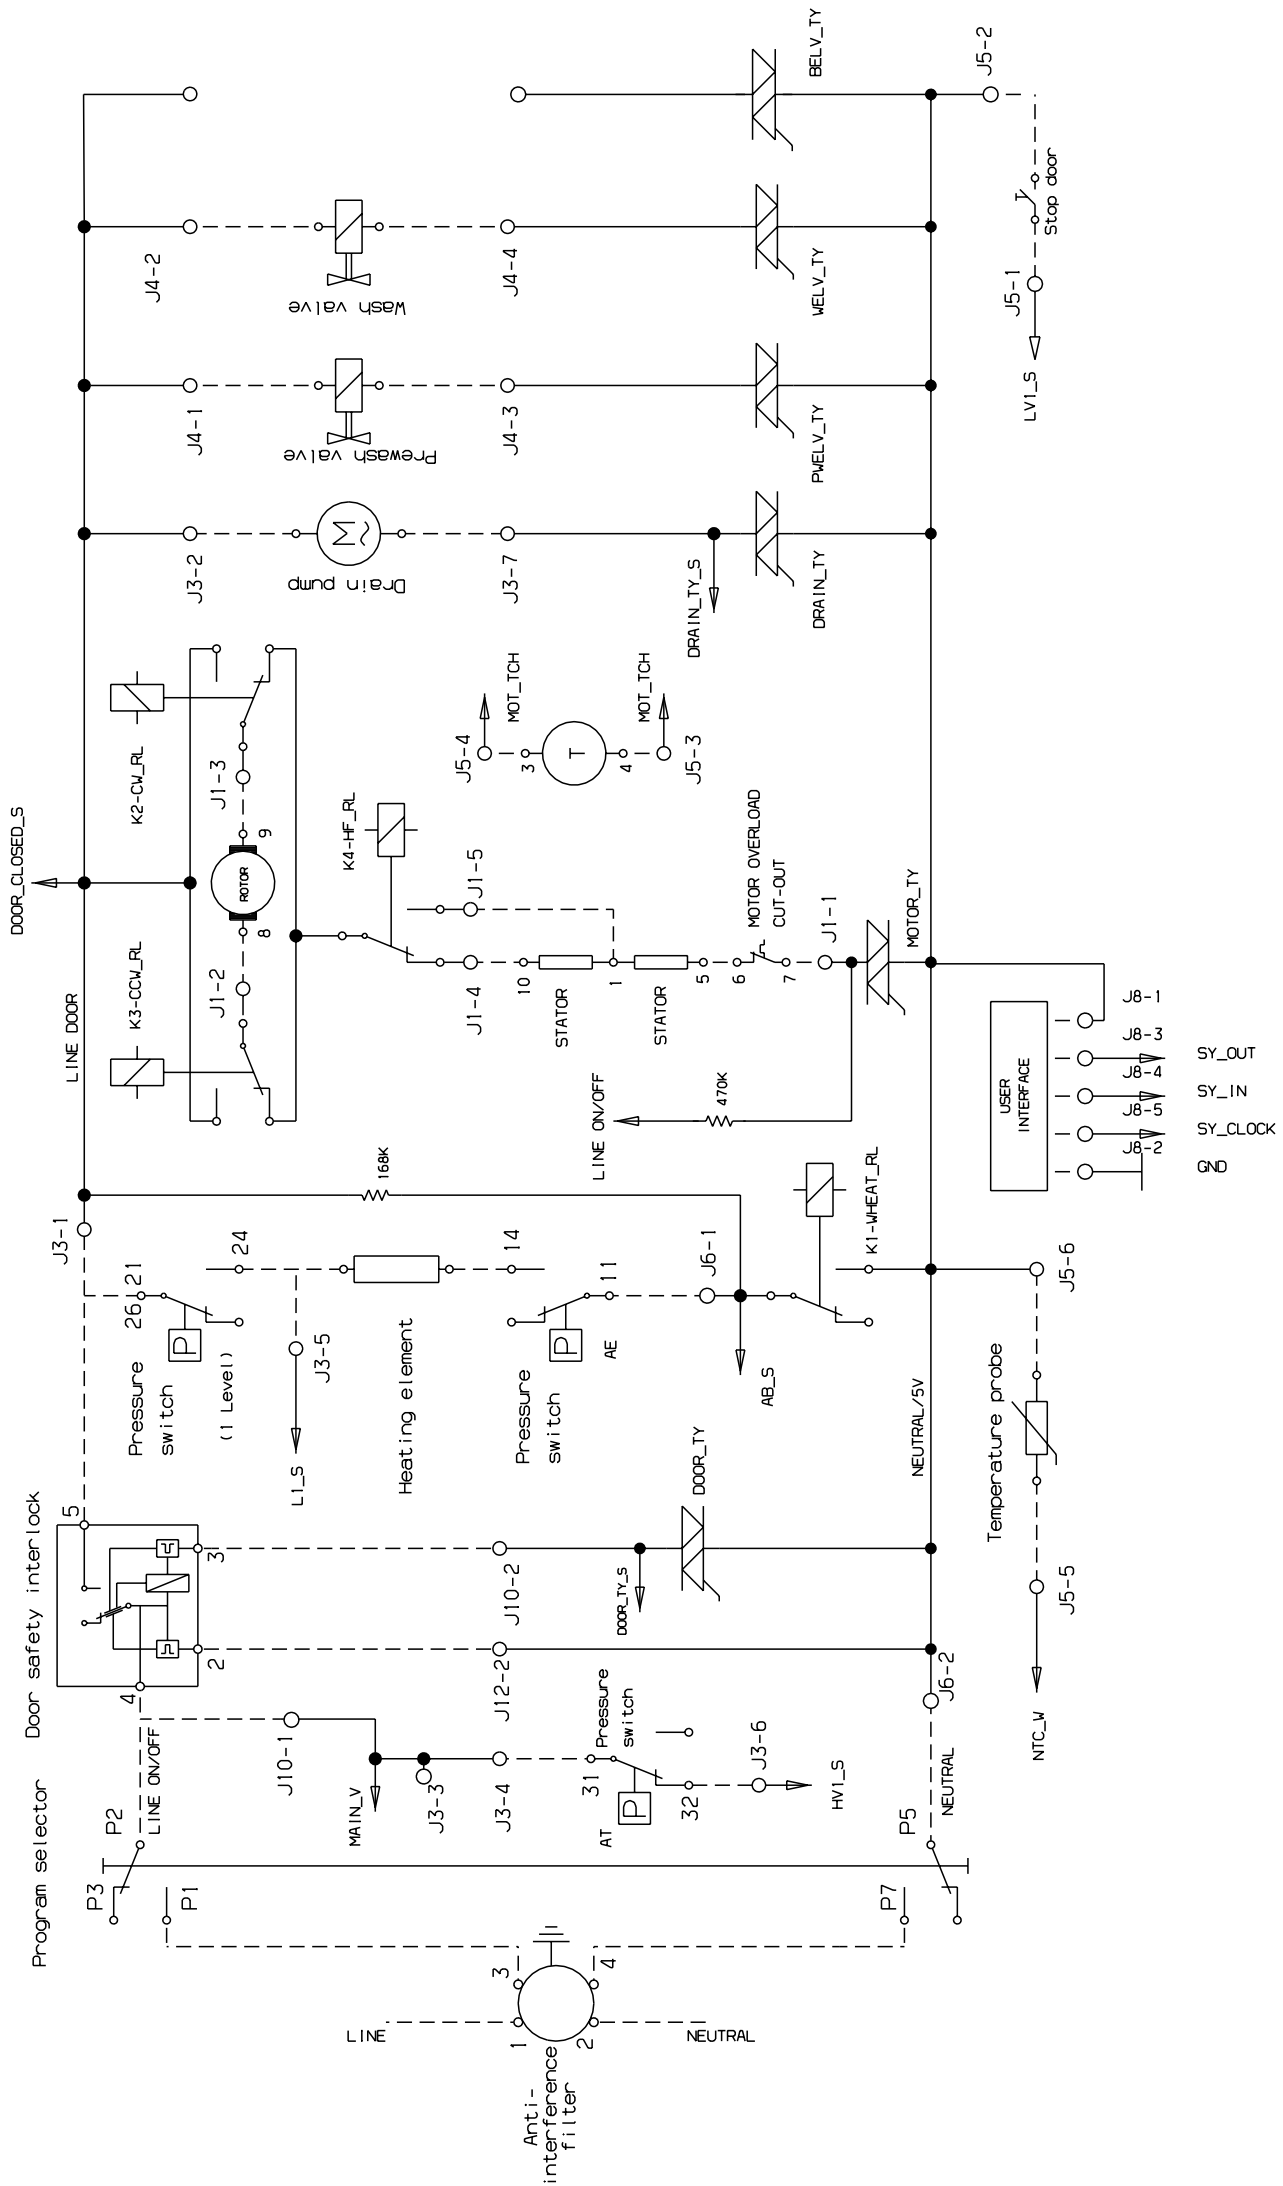 Anti-
interference
filter
LINE
NEUTRAL
1
2
3
4
Program selector
P3
P1
P2
P7
P5
LINE ON/OFF
NEUTRAL
J10-1
MAIN_V
J3-3
J3-4
31
32
AT
P
Pressure
switch
J3-6
HV1_S
J6-2
Door safety interlock
4
5
2
3
J12-2
J10-2
DOOR_TY_S
DOOR_TY
NEUTRAL/5V
J3-1
26
21
24
P
Pressure
switch
(1 Level)
J3-5
L1_S
Heating element
14
11
P
AE
Pressure
switch
J6-1
AB_S
168K
K1-WHEAT_RL
J5-6
Temperature probe
J5-5
NTC_W
LINE DOOR
DOOR_CLOSED_S
K3-CCW_RL
K2-CW_RL
J1-2
8
ROTOR
9
J1-3
K4-HF_RL
J1-4
J1-5
10
STATOR
1
STATOR
5
6
7
MOTOR OVERLOAD
CUT-OUT
J1-1
MOTOR_TY
LINE ON/OFF
470K
USER
INTERFACE
J8-1
J8-3
J8-4
J8-5
J8-2
SY_OUT
SY_IN
SY_CLOCK
GND
J5-4
MOT_TCH
3
T
4
MOT_TCH
J5-3
J3-2
M
Drain pump
J3-7
DRAIN_TY_S
DRAIN_TY
J4-1
Prewash valve
J4-3
PWELV_TY
J4-2
Wash valve
J4-4
WELV_TY
BELV_TY
J5-2
Stop door
J5-1
LV1_S